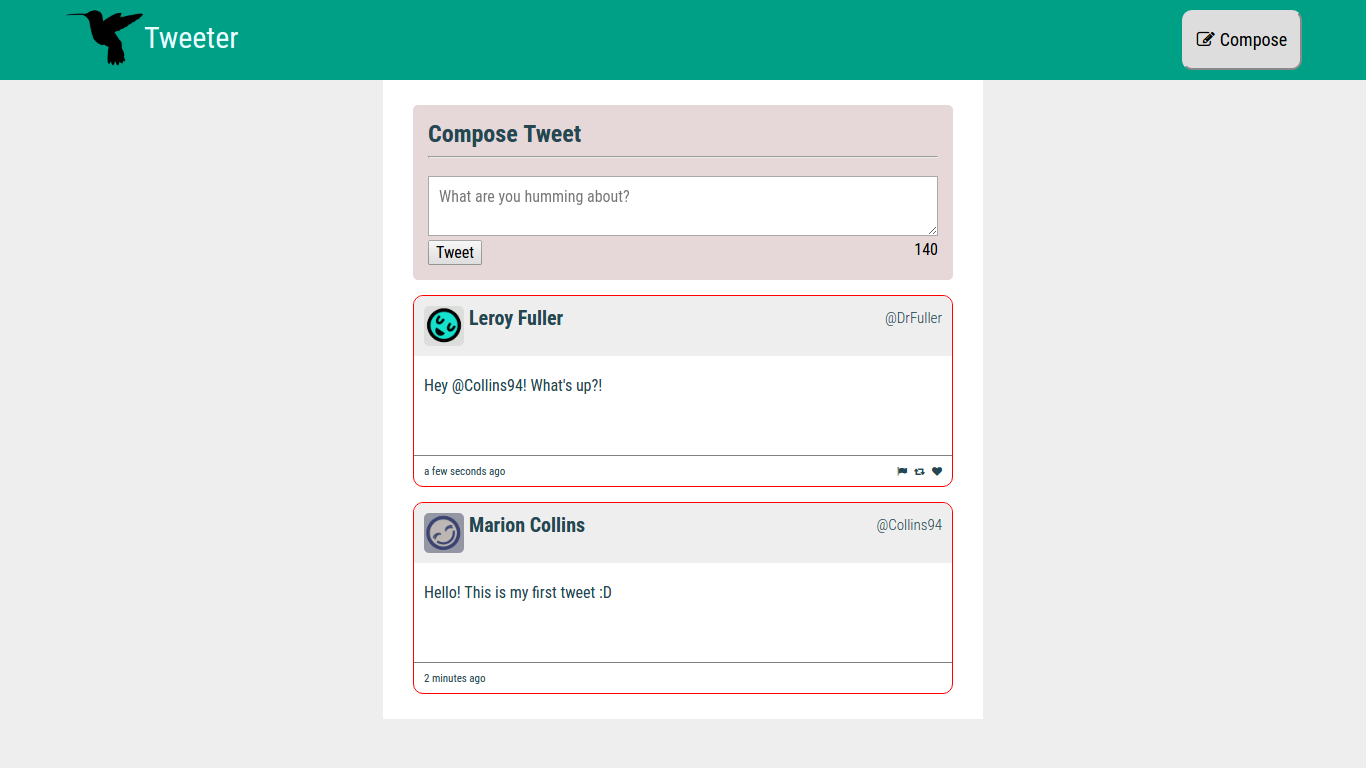 Tweeter
Compose
Compose Tweet
What are you humming about?
Tweet
140
Leroy Fuller
@DrFuller
Hey @Collins94! What's up?!
a few seconds ago
Marion Collins
@Collins94
Hello! This is my first tweet :D
2 minutes ago